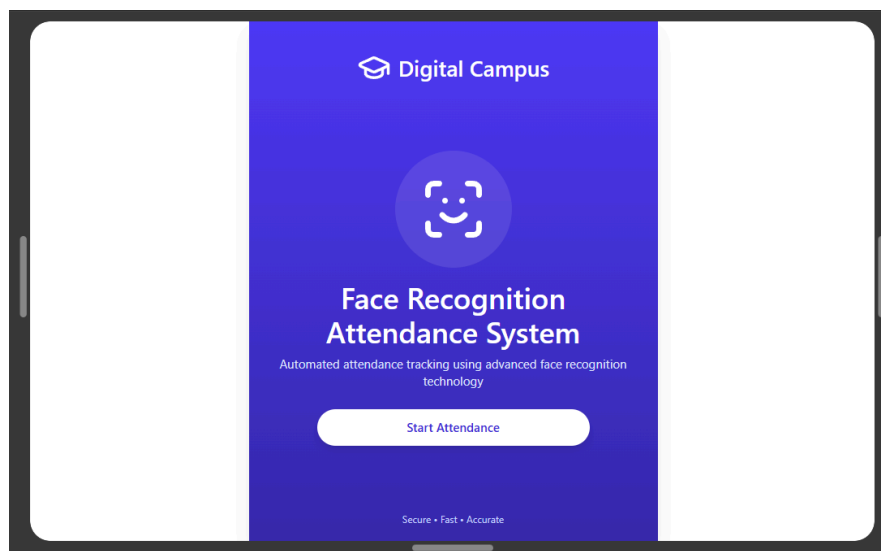 Digital Campus
Face Recognition
Attendance System
Automated attendance tracking using advanced face recognition
technology
Start Attendance
Secure • Fast • Accurate